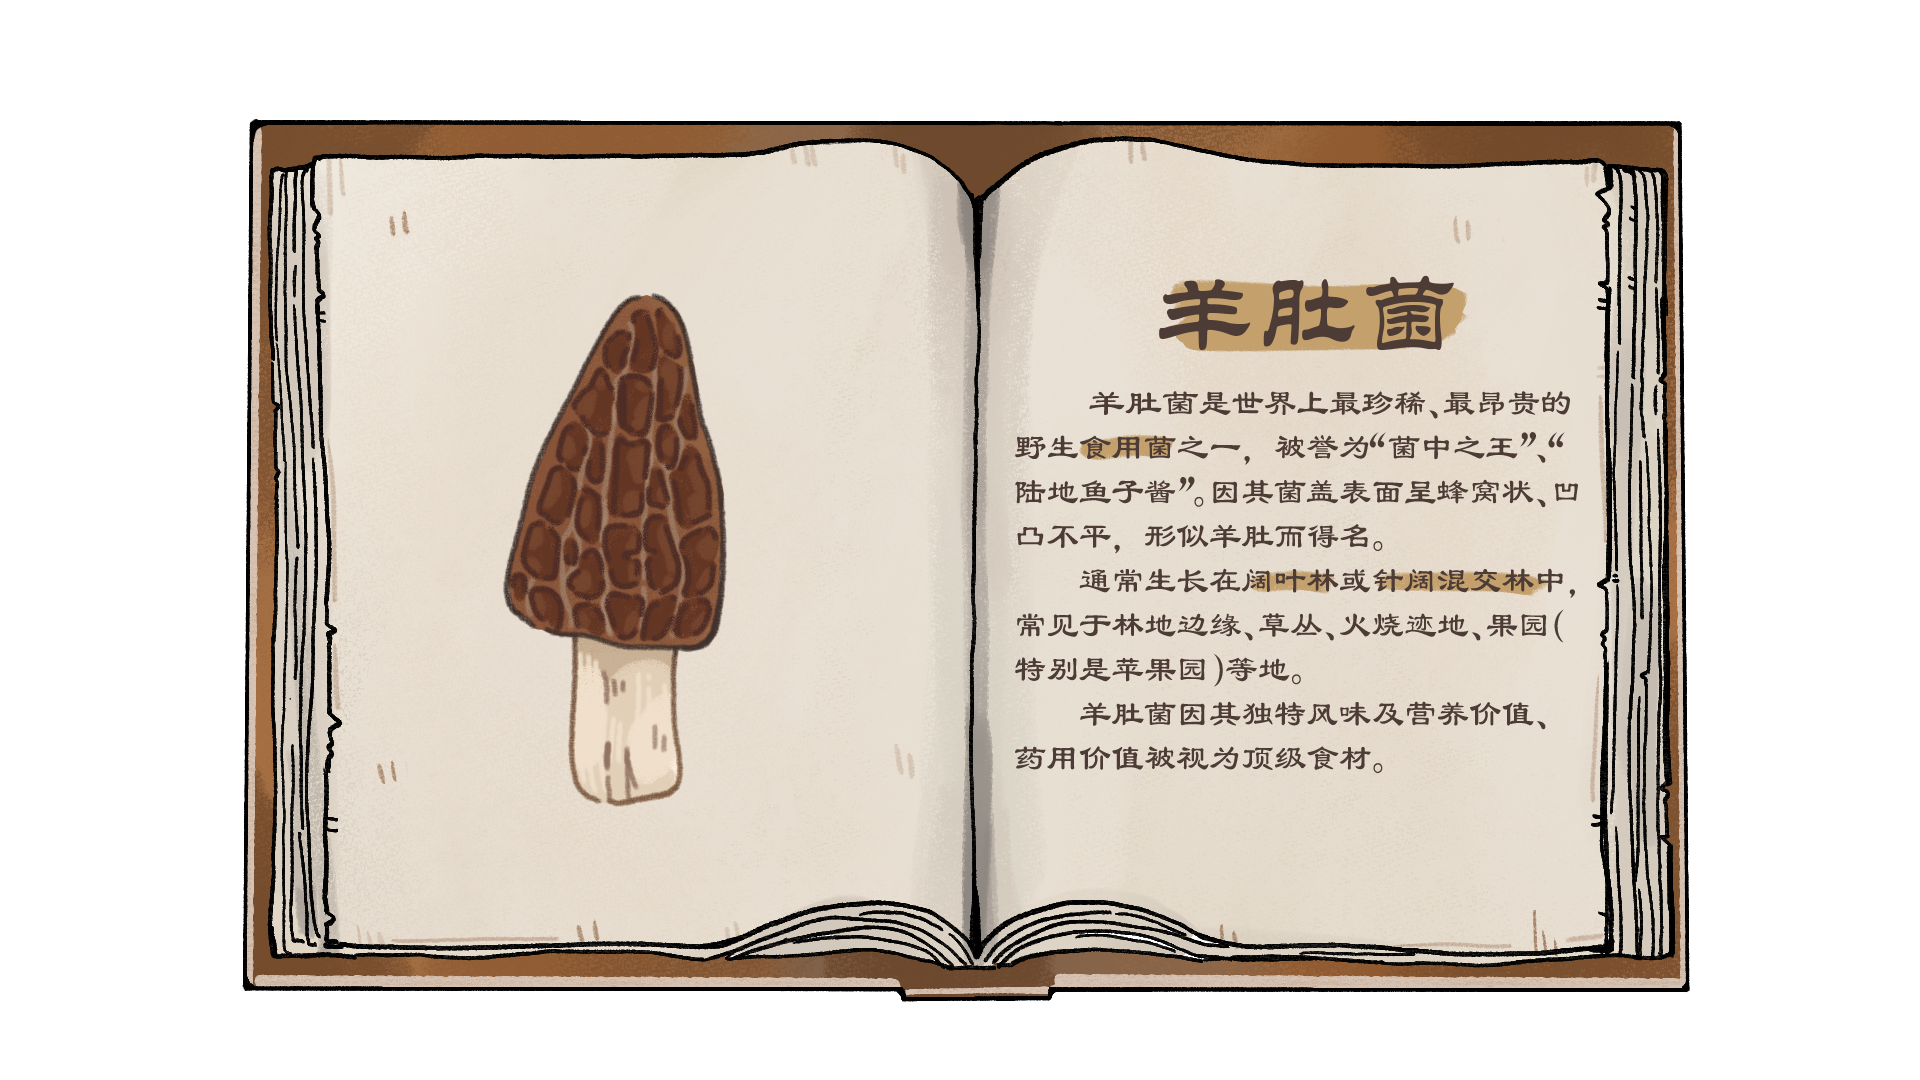 羊肚菌
羊肚菌是世界上最珍稀、最昂贵的
野生食用菌之一，被誉为“菌中之王”、“
陆地鱼子酱”。因其菌盖表面呈蜂窝状、凹
凸不平，形似羊肚而得名。
通常生长在阔叶林或针阔混交林中，
常见于林地边缘、草丛、火烧迹地、果园(
特别是苹果园)等地。
羊肚菌因其独特风味及营养价值、
药用价值被视为顶级食材。